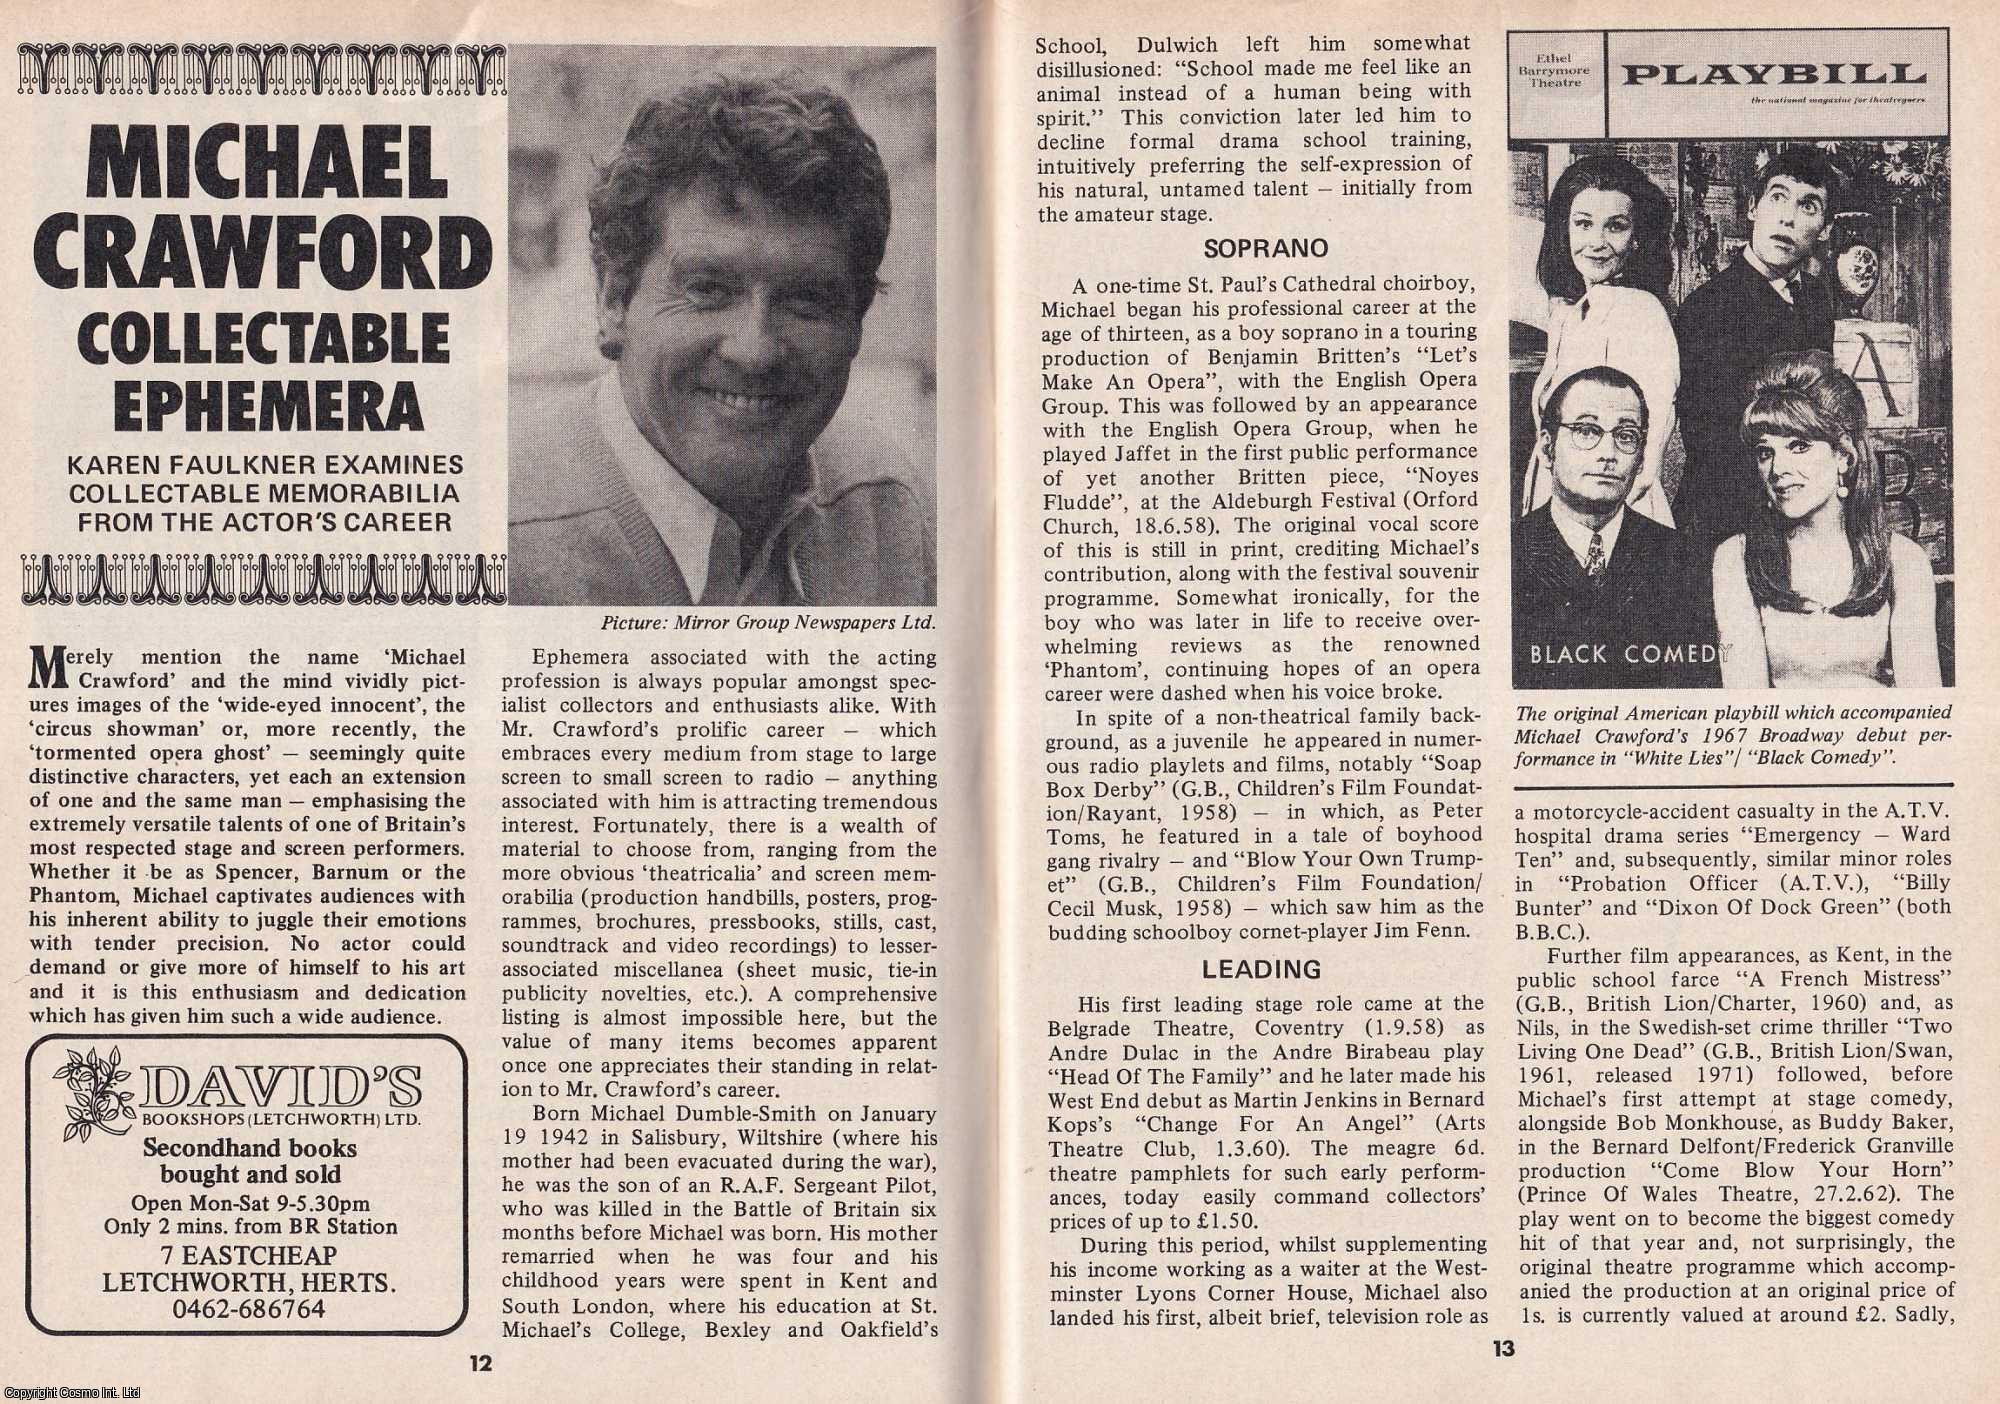 MICHAEL
CRAWFORD
COLLECTABLE
EPHEMERA
KAREN FAULKNER EXAMINES
COLLECTABLE MEMORABILIA
FROM THE ACTOR'S CAREER
Picture: Mirror Group Newspapers Ltd.
Merely mention the name ‘Michael
Crawford’ and the mind vividly pict-
ures images of the ‘wide-eyed innocent’, the
‘circus showman’ or, more recently, the
‘tormented opera ghost’ — seemingly quite
distinctive characters, yet each an extension
of one and the same man — emphasising the
extremely versatile talents of one of Britain’s
most respected stage and screen performers.
Whether it be as Spencer, Barnum or the
Phantom, Michael captivates audiences with
his inherent ability to juggle their emotions
with tender precision. No actor could
demand or give more of himself to his art
and it is this enthusiasm and dedication
which has given him such a wide audience.
DAVID’S
BOOKSHOPS (LETCHWORTH) LTD.
Secondhand books
bought and sold
Open Mon-Sat 9-5.30pm
Only 2 mins. from BR Station
7 EASTCHEAP
LETCHWORTH, HERTS.
0462-686764
Ephemera associated with the acting
profession is always popular amongst spec-
ialist collectors and enthusiasts alike. With
Mr. Crawford’s prolific career — which
embraces every medium from stage to large
screen to small screen to radio — anything
associated with him is attracting tremendous
interest. Fortunately, there is a wealth of
material to choose from, ranging from the
more obvious ‘theatricalia’ and screen mem-
orabilia (production handbills, posters, prog-
rammes, brochures, pressbooks, stills, cast,
soundtrack and video recordings) to lesser-
associated miscellanea (sheet music, tie-in
publicity novelties, etc.). A comprehensive
listing is almost impossible here, but the
value of many items becomes apparent
once one appreciates their standing in relat-
ion to Mr. Crawford’s career.
Born Michael Dumble-Smith on January
19 1942 in Salisbury, Wiltshire (where his
mother had been evacuated during the war),
he was the son of an R.A.F. Sergeant Pilot,
who was killed in the Battle of Britain six
months before Michael was born. His mother
remarried when he was four and his
childhood years were spent in Kent and
South London, where his education at St.
Michael’s College, Bexley and Oakfield’s
12
School, Dulwich left him somewhat
disillusioned: “School made me feel like an
animal instead of a human being with
spirit.” This conviction later led him to
decline formal drama school training,
intuitively preferring the self-expression of
his natural, untamed talent — initially from
the amateur stage.
SOPRANO
A one-time St. Paul’s Cathedral choirboy,
Michael began his professional career at the
age of thirteen, as a boy soprano in a touring
production of Benjamin Britten’s “Let’s
Make An Opera”, with the English Opera
Group. This was followed by an appearance
with the English Opera Group, when he
played Jaffet in the first public performance
of yet another Britten piece, “Noyes
Fludde”, at the Aldeburgh Festival (Orford
Church, 18.6.58). The original vocal score
of this is still in print, crediting Michael’s
contribution, along with the festival souvenir
programme. Somewhat ironically, for the
boy who was later in life to receive over-
whelming reviews as the renowned
‘Phantom’, continuing hopes of an opera
career were dashed when his voice broke.
In spite of a non-theatrical family back-
ground, as a juvenile he appeared in numer-
ous radio playlets and films, notably “Soap
Box Derby” (G.B., Children’s Film Foundat-
ion/Rayant, 1958) — in which, as Peter
Toms, he featured in a tale of boyhood
gang rivalry — and “Blow Your Own Trump-
et” (G.B., Children’s Film Foundation/
Cecil Musk, 1958) — which saw him as the
budding schoolboy cornet-player Jim Fenn.
LEADING
His first leading stage role came at the
Belgrade Theatre, Coventry (1.9.58) as
Andre Dulac in the Andre Birabeau play
“Head Of The Family” and he later made his
West End debut as Martin Jenkins in Bernard
Kops’s “Change For An Angel” (Arts
Theatre Club, 1.3.60). The meagre 6d.
theatre pamphlets for such early perform-
ances, today easily command collectors’
prices of up to £1.50.
During this period, whilst supplementing
his income working as a waiter at the West-
minster Lyons Corner House, Michael also
landed his first, albeit brief, television role as
Ethel
Barrymore
Theatre
PLAYBILL
the national magazine for theatregoers
A
B
BLACK COMEDY
The original American playbill which accompanied
Michael Crawford’s 1967 Broadway debut per-
formance in “White Lies”/ “Black Comedy”.
a motorcycle-accident casualty in the A.T.V.
hospital drama series “Emergency — Ward
Ten” and, subsequently, similar minor roles
in “Probation Officer (A.T.V.), “Billy
Bunter” and “Dixon Of Dock Green” (both
B.B.C.).
Further film appearances, as Kent, in the
public school farce “A French Mistress”
(G.B., British Lion/Charter, 1960) and, as
Nils, in the Swedish-set crime thriller “Two
Living One Dead” (G.B., British Lion/Swan,
1961, released 1971) followed, before
Michael’s first attempt at stage comedy,
alongside Bob Monkhouse, as Buddy Baker,
in the Bernard Delfont/Frederick Granville
production “Come Blow Your Horn”
(Prince Of Wales Theatre, 27.2.62). The
play went on to become the biggest comedy
hit of that year and, not surprisingly, the
original theatre programme which accomp-
anied the production at an original price of
1s. is currently valued at around £2. Sadly,
13
Copyright Cosmo Int. Ltd